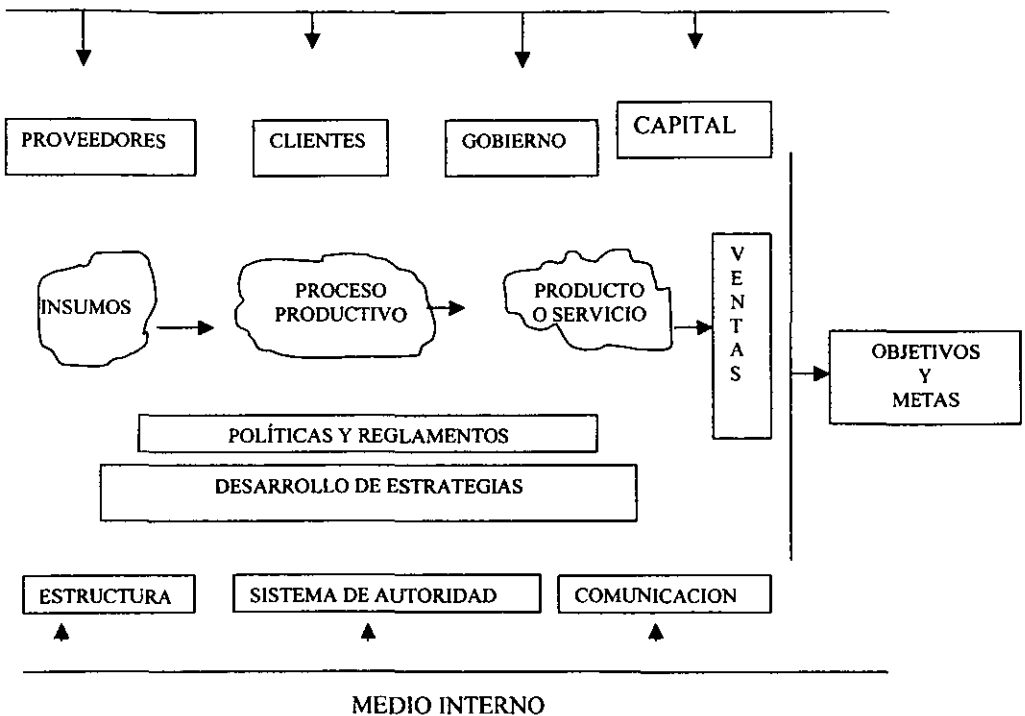 PROVEEDORES
CLIENTES
GOBIERNO
CAPITAL
INSUMOS
PROCESO
PRODUCTIVO
PRODUCTO
O SERVICIO
VENTAS
OBJETIVOS
Y
METAS
POLÍTICAS Y REGLAMENTOS
DESARROLLO DE ESTRATEGIAS
ESTRUCTURA
SISTEMA DE AUTORIDAD
COMUNICACION
MEDIO INTERNO